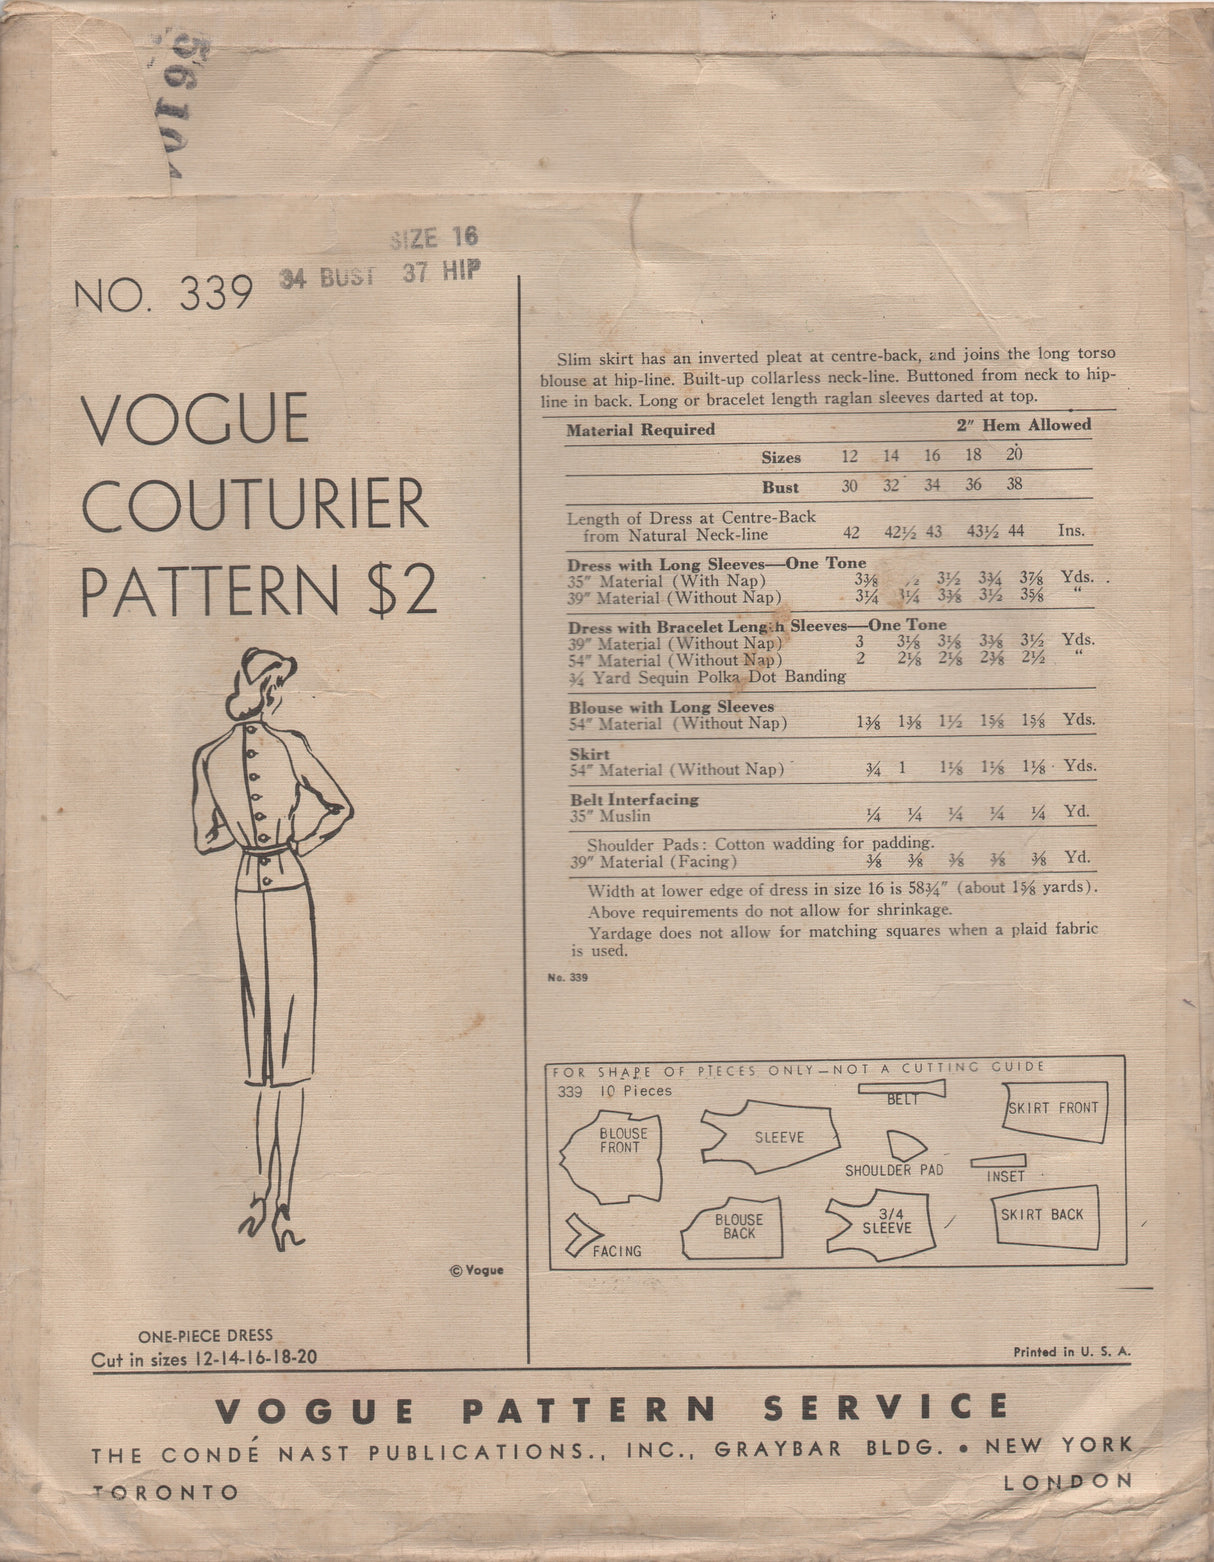 5610
SIZE 16
34 BUST 37 HIP
NO. 339
VOGUE
COUTURIER
PATTERN $2
© Vogue
ONE-PIECE DRESS
Cut in sizes 12-14-16-18-20
Slim skirt has an inverted pleat at centre-back, and joins the long torso
blouse at hip-line. Built-up collarless neck-line. Buttoned from neck to hip-
line in back. Long or bracelet length raglan sleeves darted at top.
Material Required 2″ Hem Allowed
Sizes 12 14 16 18 20
Bust 30 32 34 36 38
Length of Dress at Centre-Back
from Natural Neck-line 42 42½ 43 43½ 44 Ins.
Dress with Long Sleeves—One Tone
35″ Material (With Nap) 3⅜ ½ 3½ 3¾ 3⅞ Yds.
39″ Material (Without Nap) 3¼ 3¼ 3⅜ 3½ 3⅝ “
Dress with Bracelet Length Sleeves—One Tone
39″ Material (Without Nap) 3 3⅛ 3⅛ 3⅜ 3½ Yds.
54″ Material (Without Nap) 2 2⅛ 2⅛ 2⅜ 2½ “
¾ Yard Sequin Polka Dot Banding
Blouse with Long Sleeves
54″ Material (Without Nap) 1⅜ 1⅜ 1½ 1⅝ 1⅝ Yds.
Skirt
54″ Material (Without Nap) ¾ 1 1⅛ 1⅛ 1⅛ Yds.
Belt Interfacing
35″ Muslin ¼ ¼ ¼ ¼ ¼ Yd.
Shoulder Pads: Cotton wadding for padding.
39″ Material (Facing) ⅜ ⅜ ⅜ ⅜ ⅜ Yd.
Width at lower edge of dress in size 16 is 58¾″ (about 1⅝ yards).
Above requirements do not allow for shrinkage.
Yardage does not allow for matching squares when a plaid fabric
is used.
No. 339
FOR SHAPE OF PIECES ONLY—NOT A CUTTING GUIDE
339 10 Pieces
BELT
SKIRT FRONT
BLOUSE
FRONT
SLEEVE
SHOULDER PAD
INSET
FACING
BLOUSE
BACK
3/4
SLEEVE
SKIRT BACK
Printed in U. S. A.
VOGUE PATTERN SERVICE
THE CONDÉ NAST PUBLICATIONS., INC., GRAYBAR BLDG. • NEW YORK
TORONTO LONDON